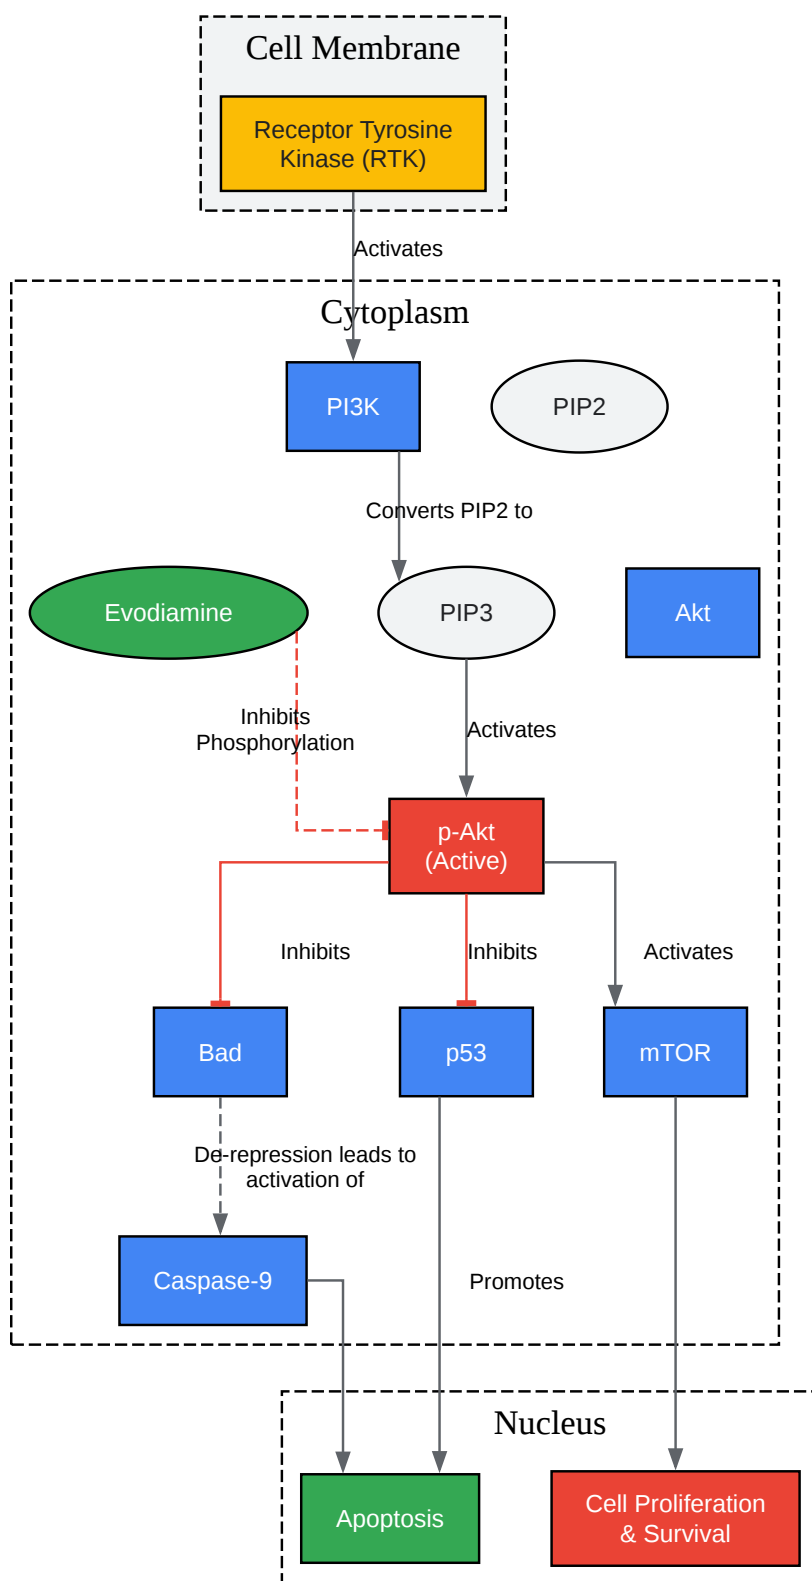 Cell Membrane
Receptor Tyrosine
Kinase (RTK)
Activates
Cytoplasm
PI3K
PIP2
Converts PIP2 to
Evodiamine
PIP3
Akt
Inhibits
Phosphorylation
Activates
p-Akt
(Active)
Inhibits
Inhibits
Activates
Bad
p53
mTOR
De-repression leads to
activation of
Caspase-9
Promotes
Nucleus
Apoptosis
Cell Proliferation
& Survival